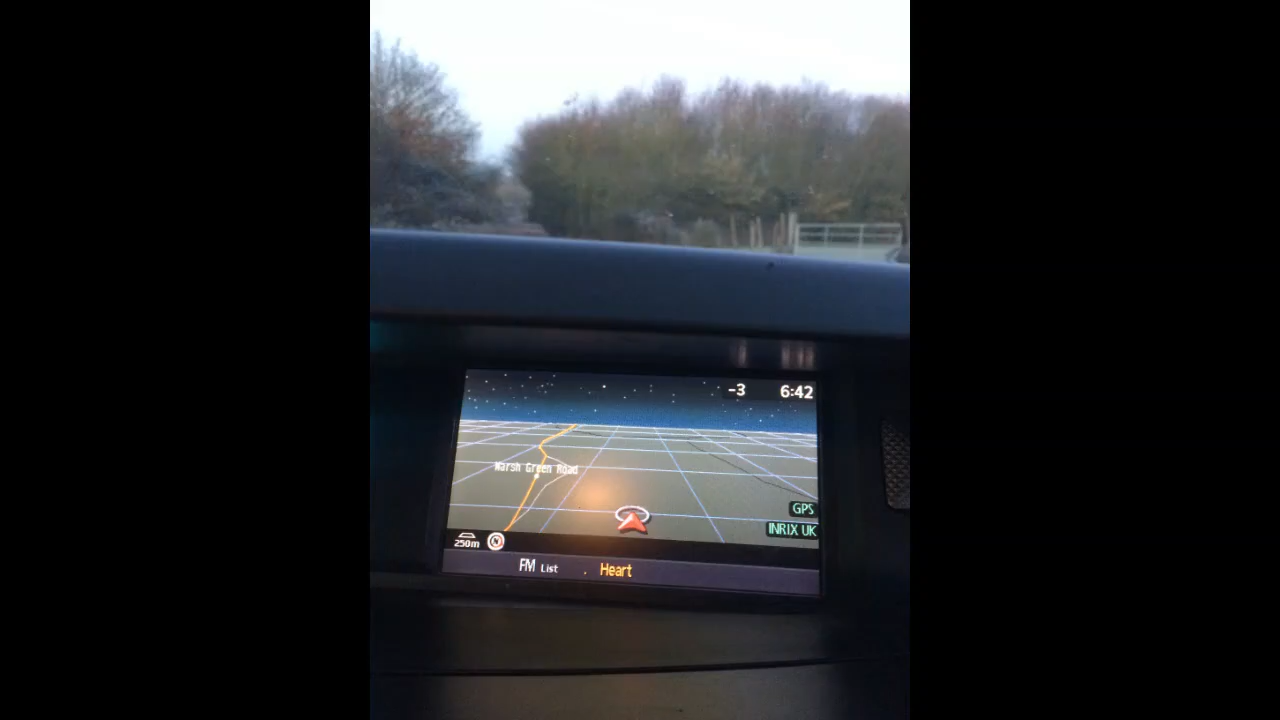 -3 6:42
Marsh Green Road
GPS
INRIX UK
250m N
FM List . Heart